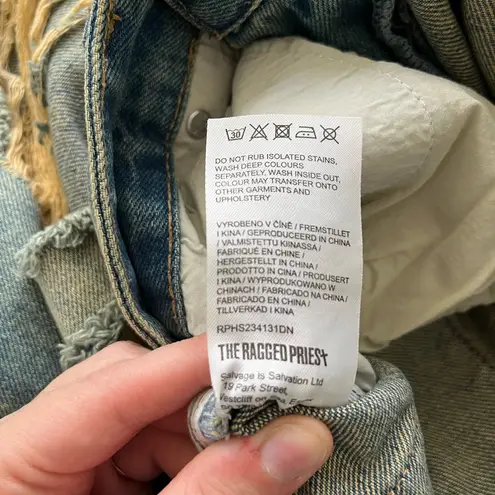 30
DO NOT RUB ISOLATED STAINS,
WASH DEEP COLOURS
SEPARATELY, WASH INSIDE OUT,
COLOUR MAY TRANSFER ONTO
OTHER GARMENTS AND
UPHOLSTERY
VYROBENO V ČÍNĚ / FREMSTILLET
I KINA / GEPRODUCEERD IN CHINA
/ VALMISTETTU KIINASSA /
FABRIQUÉ EN CHINE /
HERGESTELLT IN CHINA /
PRODOTTO IN CINA / PRODUSERT
I KINA / WYPRODUKOWANO W
CHINACH / FABRICADO NA CHINA /
FABRICADO EN CHINA /
TILLVERKAD I KINA
RPHS234131DN
THE RAGGED PRIEST
Salvage is Salvation Ltd
19 Park Street,
Westcliff on Sea,